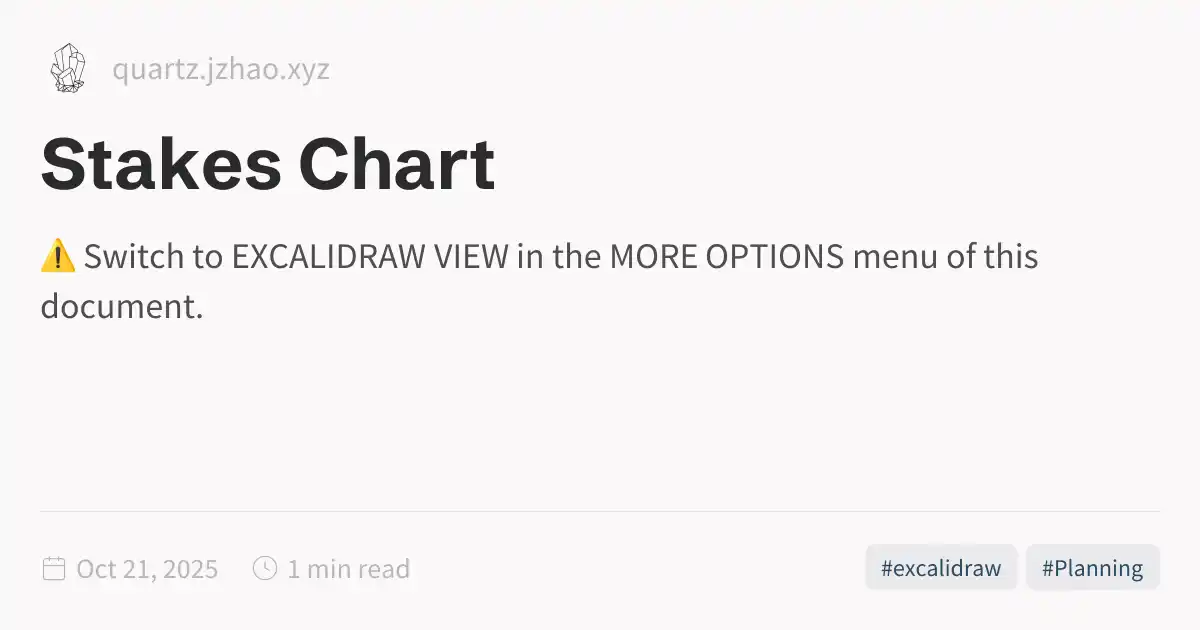 quartz.jzhao.xyz
Stakes Chart
⚠️ Switch to EXCALIDRAW VIEW in the MORE OPTIONS menu of this
document.
Oct 21, 2025 1 min read #excalidraw #Planning